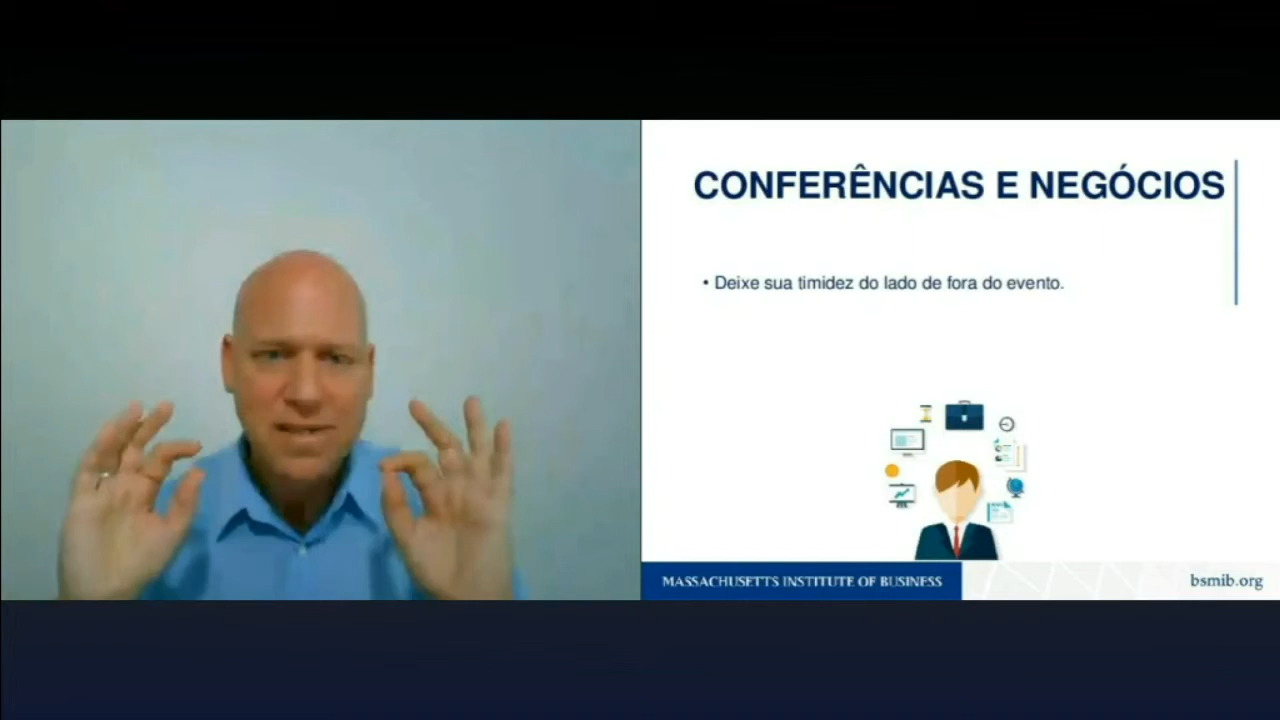 CONFERÊNCIAS E NEGÓCIOS
• Deixe sua timidez do lado de fora do evento.
MASSACHUSETTS INSTITUTE OF BUSINESS
bsmib.org